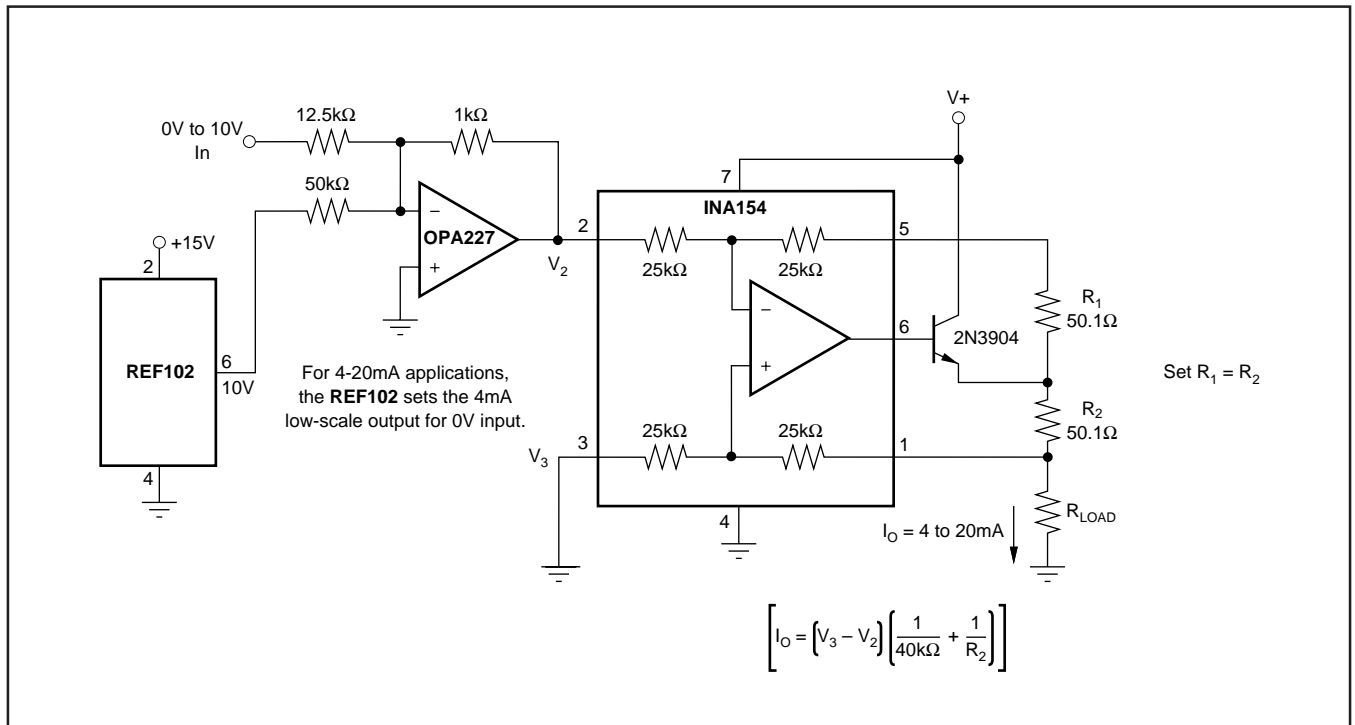 V+
12.5kΩ
1kΩ
0V to 10V
In
50kΩ
7
INA154
2
5
OPA227
–
+
V2
25kΩ
25kΩ
+15V
2
R1
50.1Ω
–
+
6
2N3904
REF102
6
10V
For 4-20mA applications,
the REF102 sets the 4mA
low-scale output for 0V input.
Set R1 = R2
R2
50.1Ω
25kΩ
25kΩ
V3
3
1
4
4
RLOAD
IO = 4 to 20mA
[IO = (V3 – V2) (1/40kΩ + 1/R2)]